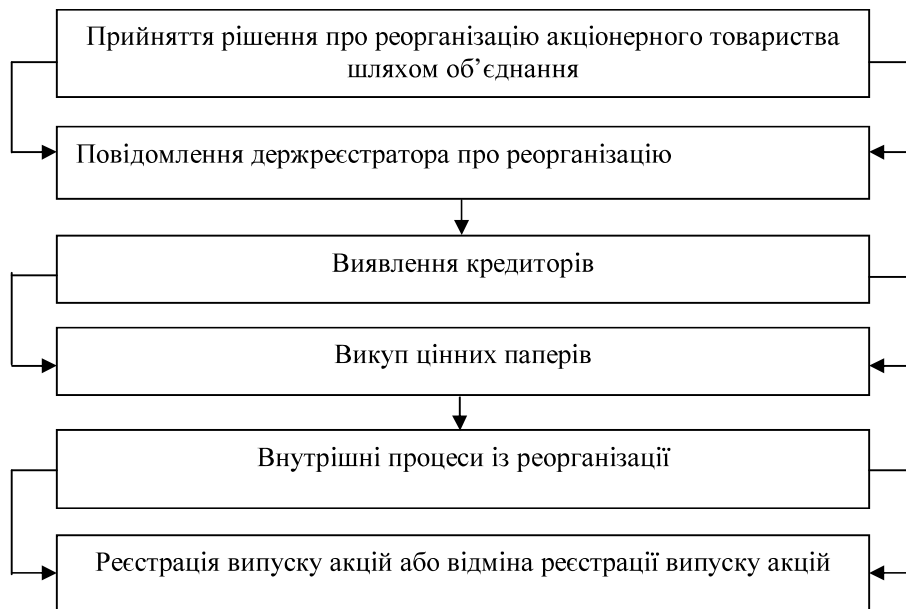 Прийняття рішення про реорганізацію акціонерного товариства
шляхом об’єднання
Повідомлення держреєстратора про реорганізацію
Виявлення кредиторів
Викуп цінних паперів
Внутрішні процеси із реорганізації
Реєстрація випуску акцій або відміна реєстрації випуску акцій